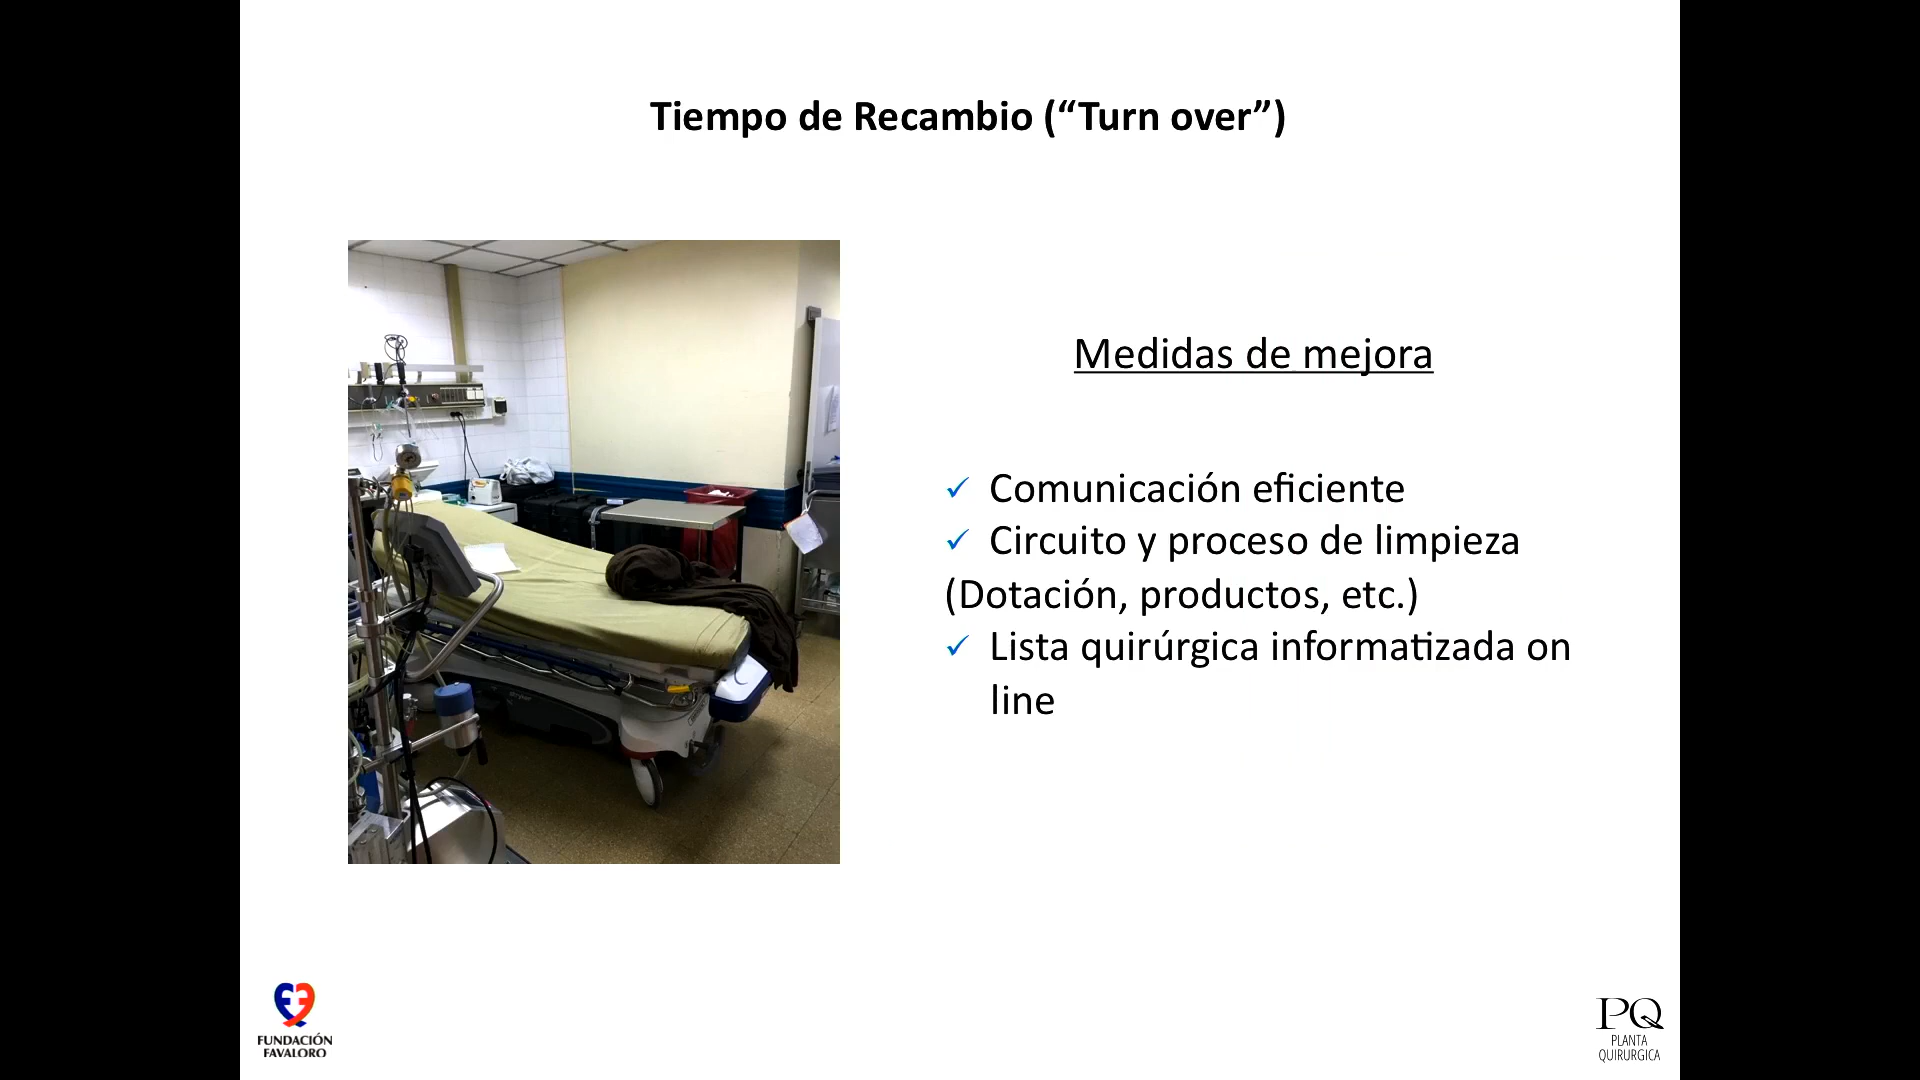 Tiempo de Recambio (“Turn over”)
Medidas de mejora
✓ Comunicación eficiente
✓ Circuito y proceso de limpieza
(Dotación, productos, etc.)
✓ Lista quirúrgica informatizada on
line
FUNDACIÓN
FAVALORO
PQ
PLANTA
QUIRURGICA